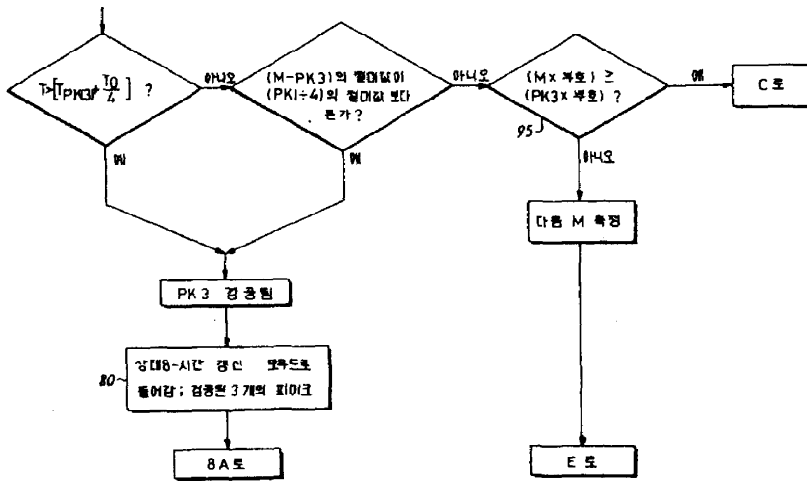 T>[TPK3+ TQ/4] ?
아니오
예
(M-PK3)의 절대값이
(PK1÷4)의 절대값 보다
큰가?
아니오
예
(M x 부호) ≥
(PK3 x 부호) ?
95
예
C로
아니오
다음 M 측정
E 로
PK3 검증됨
80
상태8-시간 갱신 모우드로
들어감; 검증된 3개의 피이크
8A로